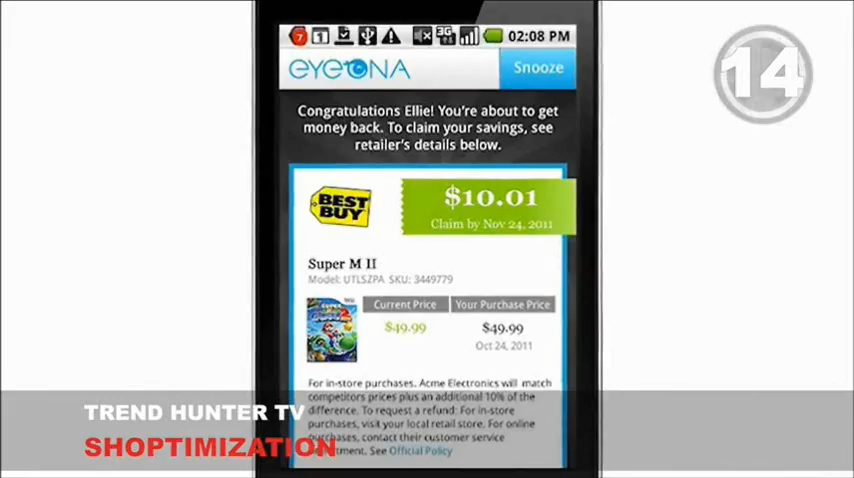 7 1 3G 02:08 PM
eyeona Snooze
14
Congratulations Ellie! You're about to get
money back. To claim your savings, see
retailer's details below.
BEST
BUY
$10.01
Claim by Nov 24, 2011
Super M II
Model: UTLSZPA SKU: 3449779
Current Price Your Purchase Price
$49.99 $49.99
Oct 24, 2011
For in-store purchases. Acme Electronics will match
competitors prices plus an additional 10% of the
difference. To request a refund: For in-store
purchases, visit your local retail store. For online
purchases, contact their customer service
See Official Policy
TREND HUNTER TV
SHOPTIMIZATION